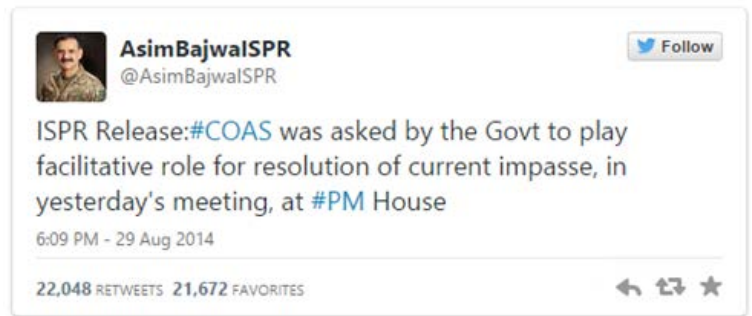 AsimBajwaISPR
@AsimBajwaISPR
Follow
ISPR Release:#COAS was asked by the Govt to play
facilitative role for resolution of current impasse, in
yesterday's meeting, at #PM House
6:09 PM - 29 Aug 2014
22,048 RETWEETS 21,672 FAVORITES